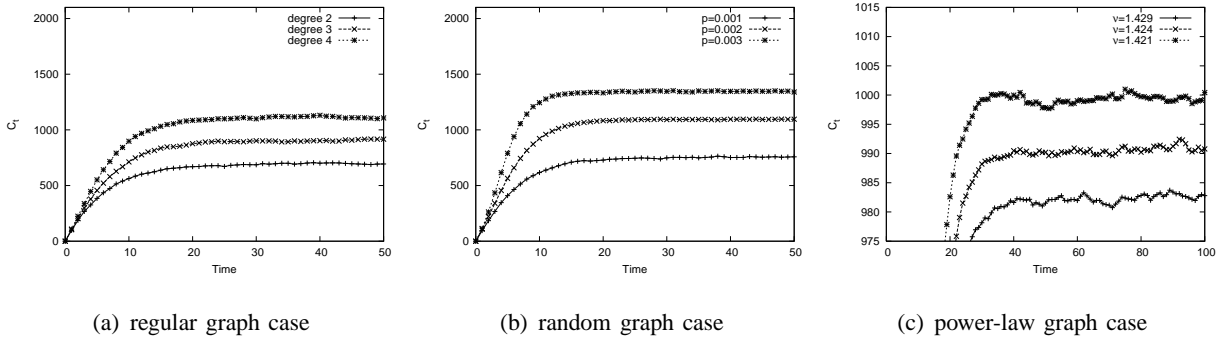 2000
1500
1000
500
0
C_t
0 10 20 30 40 50
Time
degree 2
degree 3
degree 4
(a) regular graph case
2000
1500
1000
500
0
C_t
0 10 20 30 40 50
Time
p=0.001
p=0.002
p=0.003
(b) random graph case
1015
1010
1005
1000
995
990
985
980
975
C_t
0 20 40 60 80 100
Time
ν=1.429
ν=1.424
ν=1.421
(c) power-law graph case